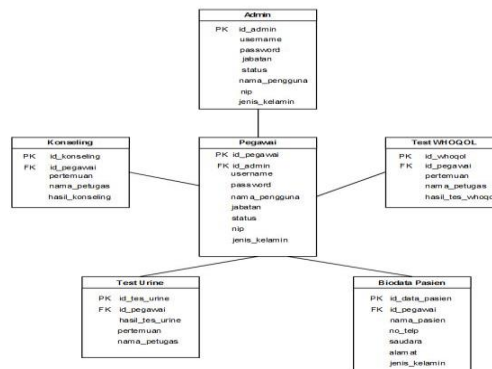 Admin
PK id_admin
username
password
jabatan
status
nama_pengguna
nip
jenis_kelamin
Konseling
PK id_konseling
FK id_pegawai
pertemuan
nama_petugas
hasil_konseling
Pegawai
PK id_pegawai
FK id_admin
username
password
nama_pengguna
jabatan
status
nip
jenis_kelamin
Test WHOQOL
PK id_whoqol
FK id_pegawai
pertemuan
nama_petugas
hasil_tes_whoqol
Test Urine
PK id_tes_urine
FK id_pegawai
hasil_tes_urine
pertemuan
nama_petugas
Biodata Pasien
PK id_data_pasien
FK id_pegawai
nama_pasien
no_telp
saudara
alamat
jenis_kelamin